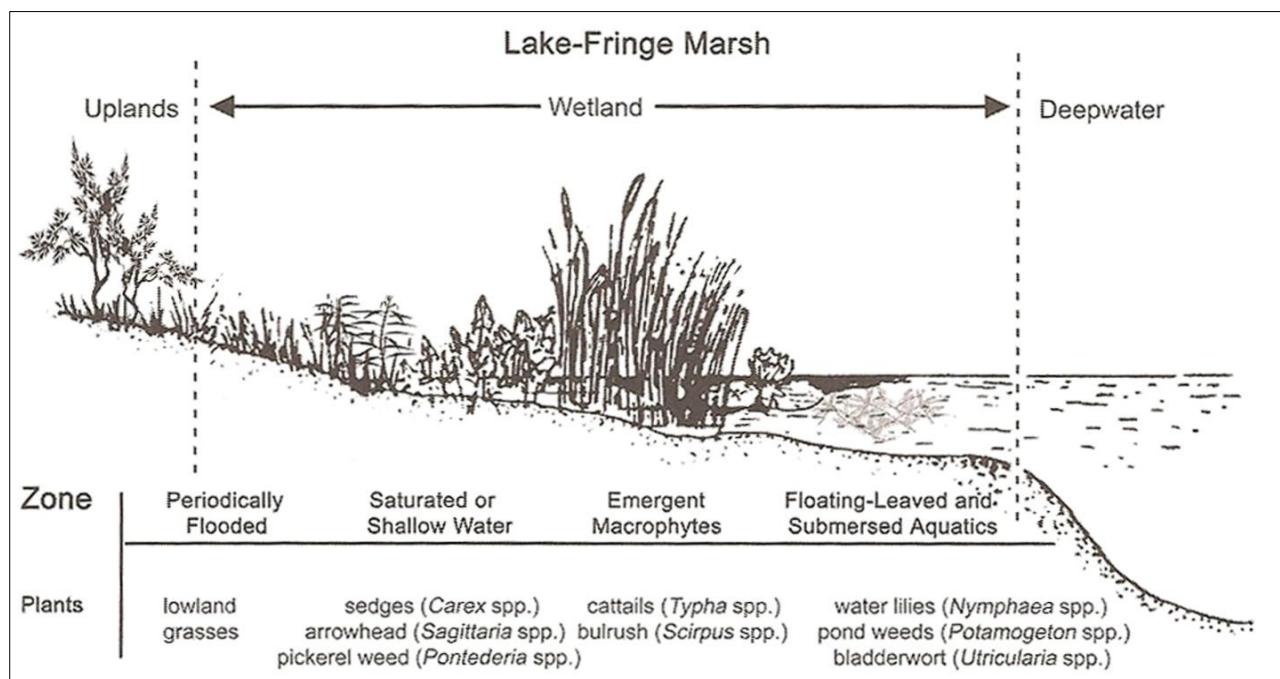 Lake-Fringe Marsh
Uplands
Wetland
Deepwater
Zone
Periodically
Flooded
Saturated or
Shallow Water
Emergent
Macrophytes
Floating-Leaved and
Submersed Aquatics
Plants
lowland
grasses
sedges (Carex spp.)
arrowhead (Sagittaria spp.)
pickerel weed (Pontederia spp.)
cattails (Typha spp.)
bulrush (Scirpus spp.)
water lilies (Nymphaea spp.)
pond weeds (Potamogeton spp.)
bladderwort (Utricularia spp.)